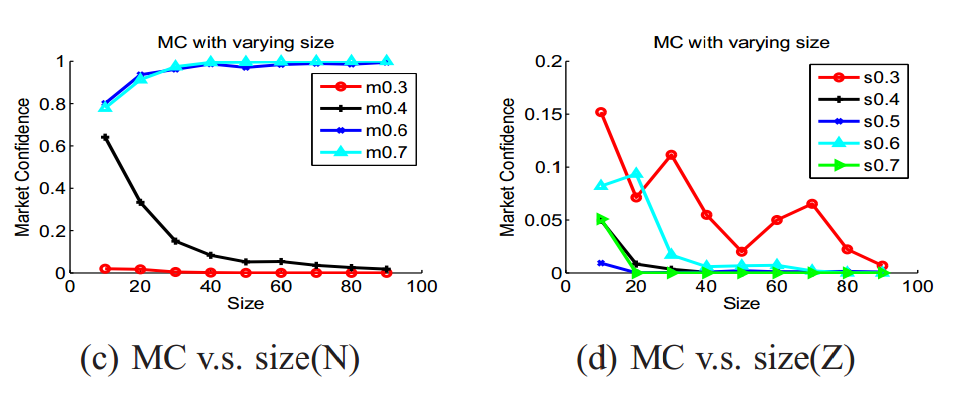 MC with varying size
1
0.8
0.6
0.4
0.2
0
0 20 40 60 80 100
Market Confidence
Size
m0.3
m0.4
m0.6
m0.7
(c) MC v.s. size(N)
MC with varying size
0.2
0.15
0.1
0.05
0
0 20 40 60 80 100
Market Confidence
Size
s0.3
s0.4
s0.5
s0.6
s0.7
(d) MC v.s. size(Z)